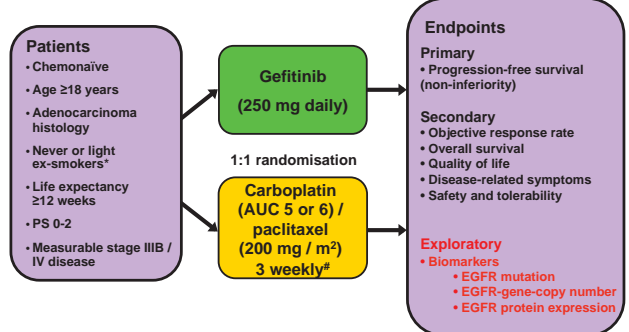 Patients
• Chemonaïve
• Age ≥18 years
• Adenocarcinoma
histology
• Never or light
ex-smokers*
• Life expectancy
≥12 weeks
• PS 0-2
• Measurable stage IIIB /
IV disease
Gefitinib
(250 mg daily)
1:1 randomisation
Carboplatin
(AUC 5 or 6) /
paclitaxel
(200 mg / m²)
3 weekly#
Endpoints
Primary
• Progression-free survival
(non-inferiority)
Secondary
• Objective response rate
• Overall survival
• Quality of life
• Disease-related symptoms
• Safety and tolerability
Exploratory
• Biomarkers
• EGFR mutation
• EGFR-gene-copy number
• EGFR protein expression